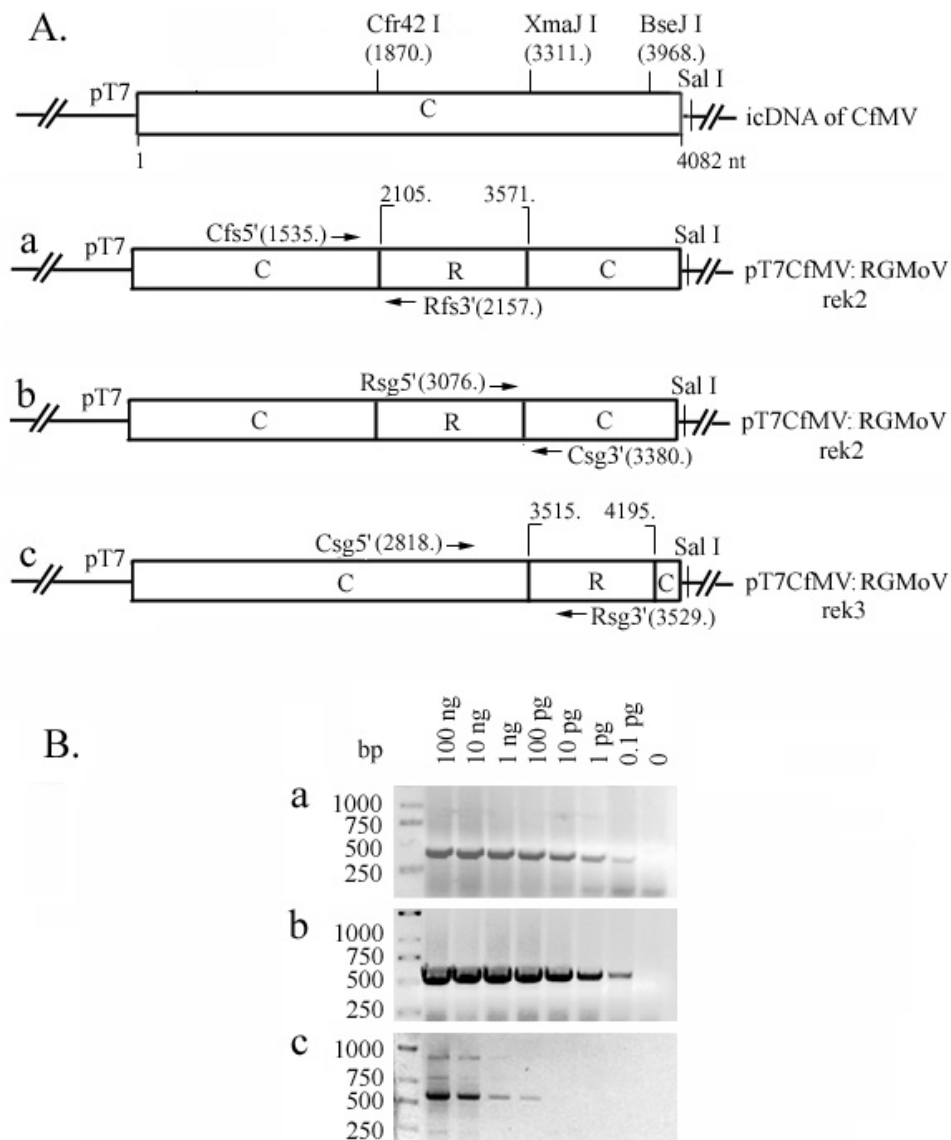 A.
Cfr42 I XmaJ I BseJ I
(1870.) (3311.) (3968.)
Sal I
pT7
C
icDNA of CfMV
1
4082 nt
2105. 3571.
a
Cfs5'(1535.)
Sal I
pT7
C R C
pT7CfMV: RGMoV
rek2
Rfs3'(2157.)
b
Rsg5'(3076.)
Sal I
pT7
C R C
pT7CfMV: RGMoV
rek2
Csg3'(3380.)
3515. 4195.
c
Csg5'(2818.)
Sal I
pT7
C R C
pT7CfMV: RGMoV
rek3
Rsg3'(3529.)
B.
bp
100 ng
10 ng
1 ng
100 pg
10 pg
1 pg
0.1 pg
0
a
1000
750
500
250
b
1000
750
500
250
c
1000
750
500
250